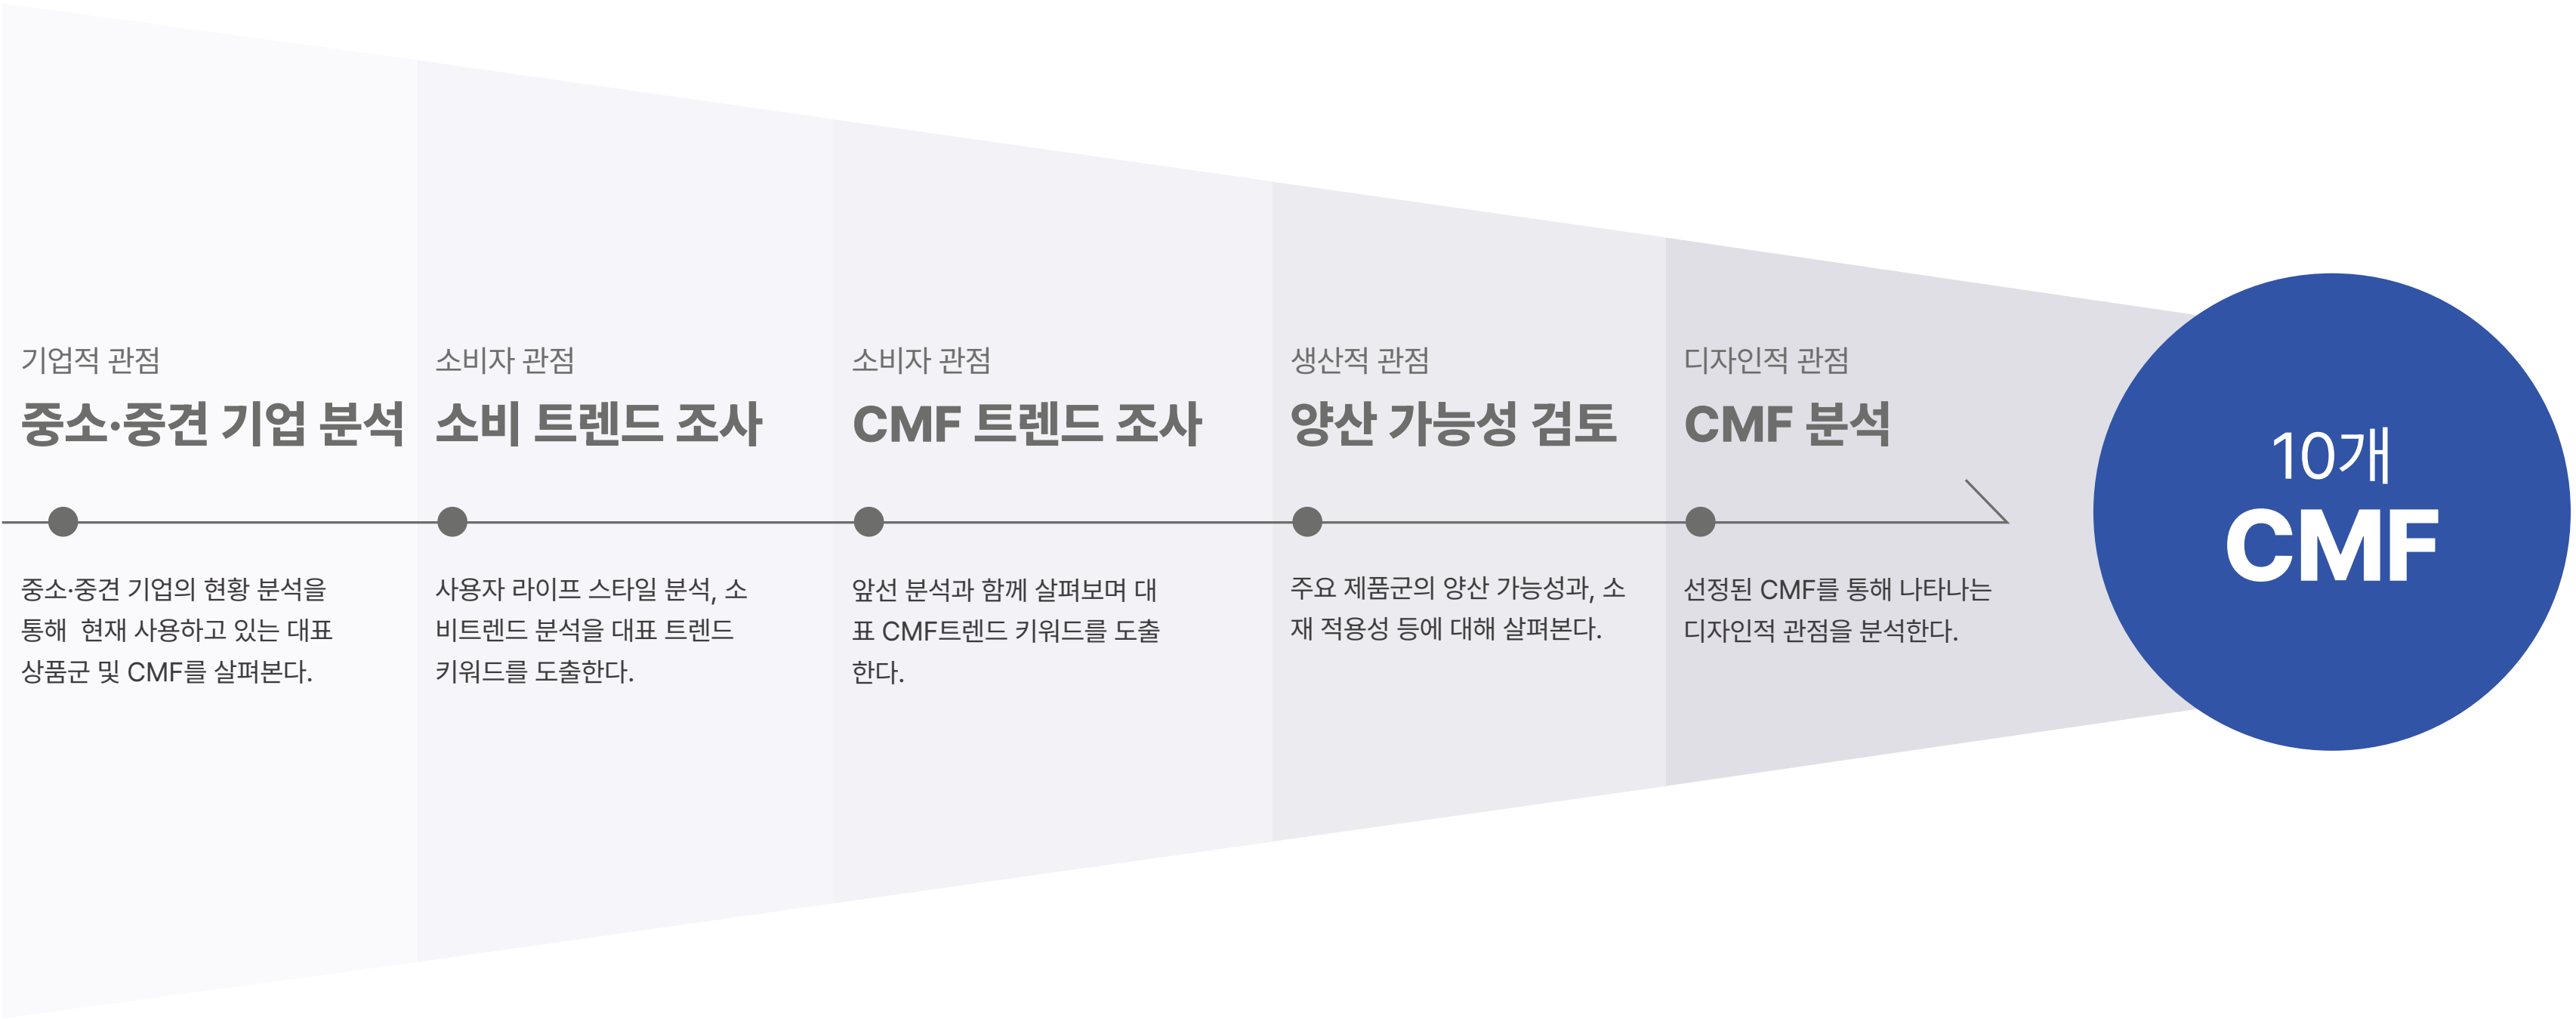 기업적 관점
중소·중견 기업 분석
중소·중견 기업의 현황 분석을
통해 현재 사용하고 있는 대표
상품군 및 CMF를 살펴본다.
소비자 관점
소비 트렌드 조사
사용자 라이프 스타일 분석, 소
비트렌드 분석을 대표 트렌드
키워드를 도출한다.
소비자 관점
CMF 트렌드 조사
앞선 분석과 함께 살펴보며 대
표 CMF트렌드 키워드를 도출
한다.
생산적 관점
양산 가능성 검토
주요 제품군의 양산 가능성과, 소
재 적용성 등에 대해 살펴본다.
디자인적 관점
CMF 분석
선정된 CMF를 통해 나타나는
디자인적 관점을 분석한다.
10개
CMF